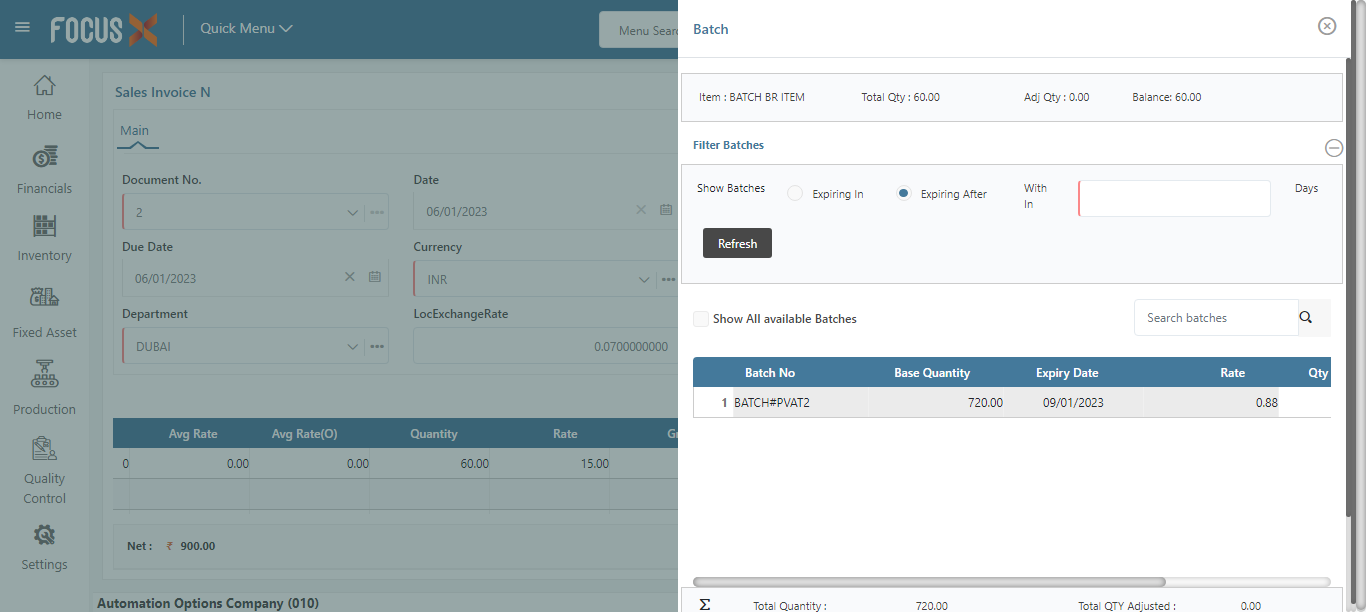 FOCUS X
Quick Menu
Menu Sear
Home
Financials
Inventory
Fixed Asset
Production
Quality
Control
Settings
Sales Invoice N
Main
Document No.
Date
2
06/01/2023
Due Date
Currency
06/01/2023
INR
Department
LocExchangeRate
DUBAI
0.0700000000
Avg Rate
Avg Rate(O)
Quantity
Rate
Gr
0
0.00
0.00
60.00
15.00
Net : ₹ 900.00
Automation Options Company (010)
Batch
Item : BATCH BR ITEM
Total Qty : 60.00
Adj Qty : 0.00
Balance: 60.00
Filter Batches
Show Batches
Expiring In
Expiring After
With
In
Days
Refresh
Show All available Batches
Search batches
Batch No
Base Quantity
Expiry Date
Rate
Qty
1
BATCH#PVAT2
720.00
09/01/2023
0.88
Σ
Total Quantity :
720.00
Total QTY Adjusted :
0.00